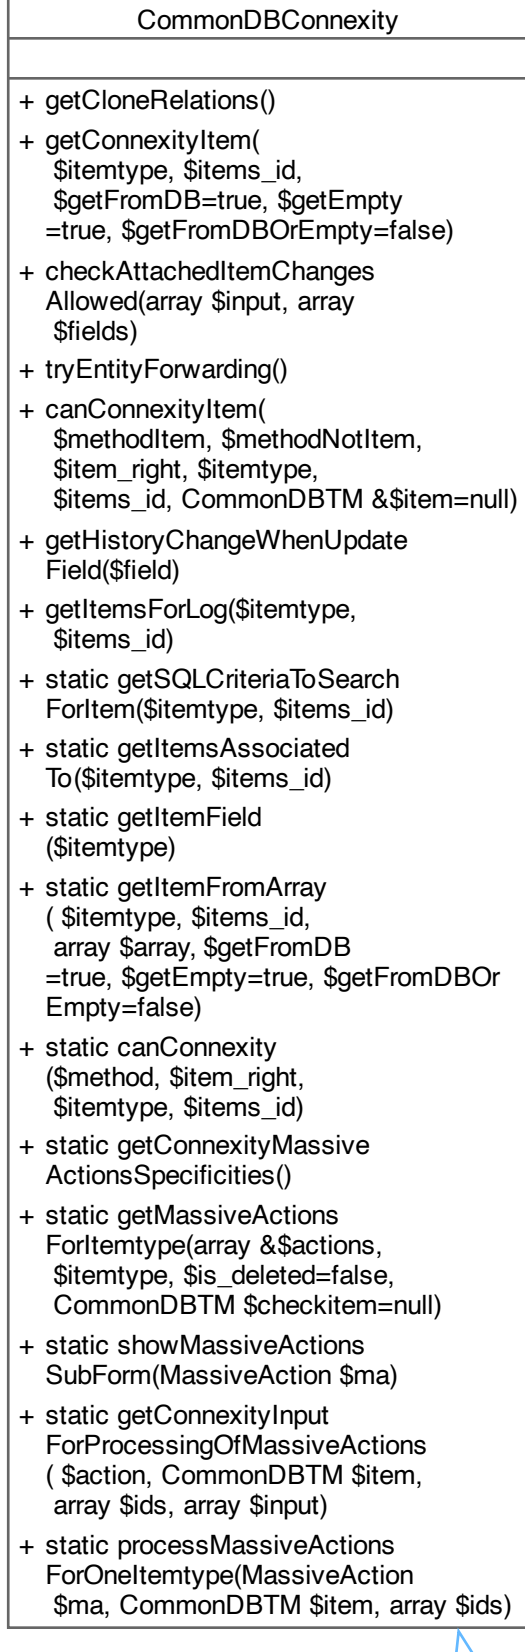 CommonDBConnexity
+ getCloneRelations()
+ getConnexityItem(
$itemtype, $items_id,
$getFromDB=true, $getEmpty
=true, $getFromDBOrEmpty=false)
+ checkAttachedItemChanges
Allowed(array $input, array
$fields)
+ tryEntityForwarding()
+ canConnexityItem(
$methodItem, $methodNotItem,
$item_right, $itemtype,
$items_id, CommonDBTM &$item=null)
+ getHistoryChangeWhenUpdate
Field($field)
+ getItemsForLog($itemtype,
$items_id)
+ static getSQLCriteriaToSearch
ForItem($itemtype, $items_id)
+ static getItemsAssociated
To($itemtype, $items_id)
+ static getItemField
($itemtype)
+ static getItemFromArray
( $itemtype, $items_id,
array $array, $getFromDB
=true, $getEmpty=true, $getFromDBOr
Empty=false)
+ static canConnexity
($method, $item_right,
$itemtype, $items_id)
+ static getConnexityMassive
ActionsSpecificities()
+ static getMassiveActions
ForItemtype(array &$actions,
$itemtype, $is_deleted=false,
CommonDBTM $checkitem=null)
+ static showMassiveActions
SubForm(MassiveAction $ma)
+ static getConnexityInput
ForProcessingOfMassiveActions
( $action, CommonDBTM $item,
array $ids, array $input)
+ static processMassiveActions
ForOneItemtype(MassiveAction
$ma, CommonDBTM $item, array $ids)